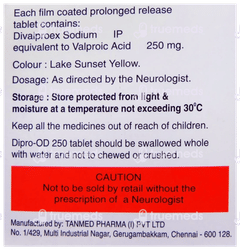 Each film coated prolonged release
tablet contains:
Divalproex Sodium IP
equivalent to Valproic Acid 250 mg.
Colour : Lake Sunset Yellow.
Dosage: As directed by the Neurologist.
Storage : Store protected from light &
moisture at a temperature not exceeding 30°C
Keep all the medicines out of reach of children.
Dipro-OD 250 tablet should be swallowed whole
with water and not to chewed or crushed.
CAUTION
Not to be sold by retail without the
prescription of a Neurologist
Manufactured by: TANMED PHARMA (I) PVT LTD
No. 1/429, Multi Industrial Nagar, Gerugambakkam, Chennai - 600 128.